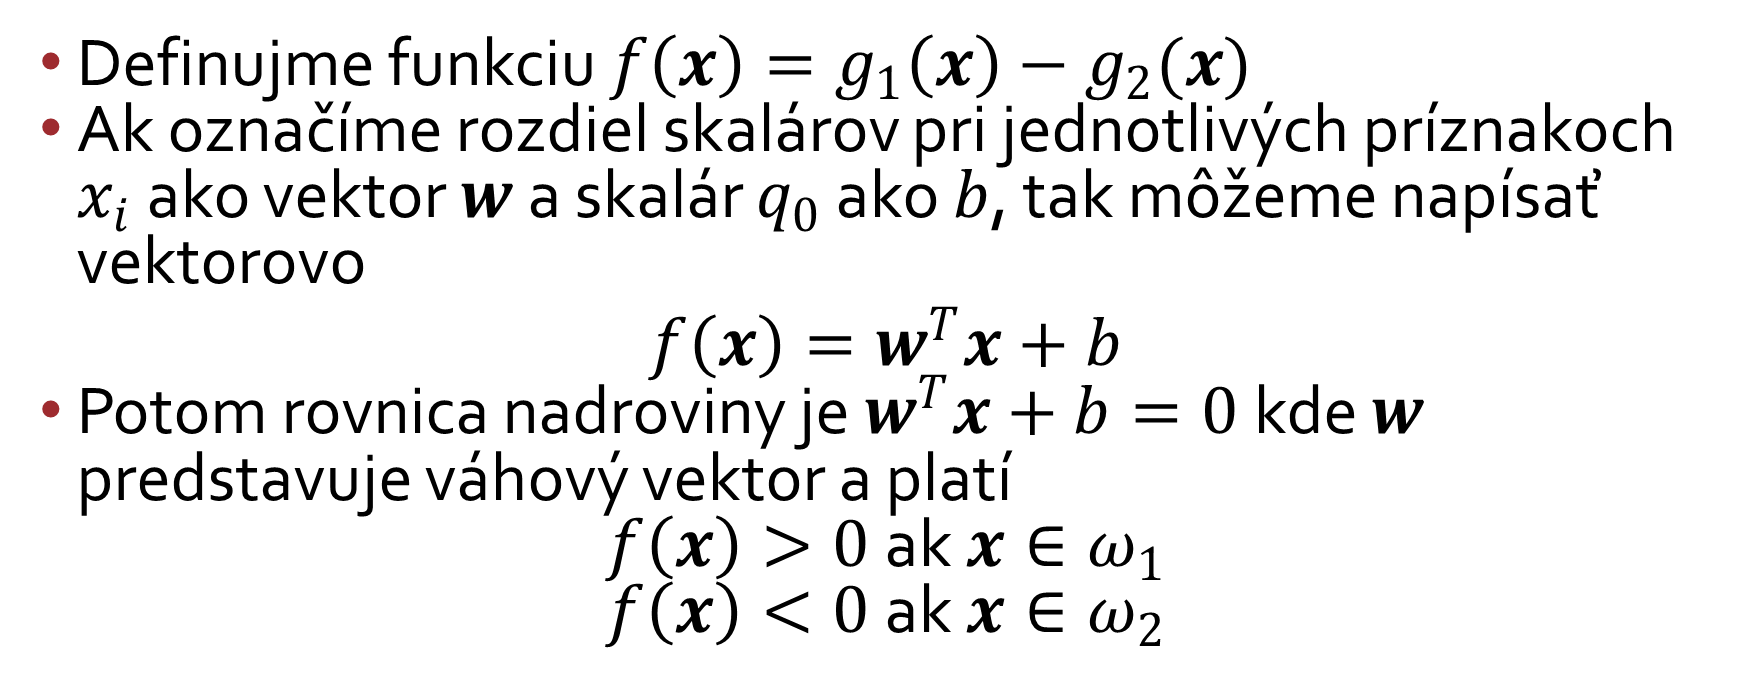 • Definujme funkciu f(x) = g₁(x) − g₂(x)
• Ak označíme rozdiel skalárov pri jednotlivých príznakoch
xᵢ ako vektor w a skalár q₀ ako b, tak môžeme napísať
vektorovo
f(x) = wᵀx + b
• Potom rovnica nadroviny je wᵀx + b = 0 kde w
predstavuje váhový vektor a platí
f(x) > 0 ak x ∈ ω₁
f(x) < 0 ak x ∈ ω₂